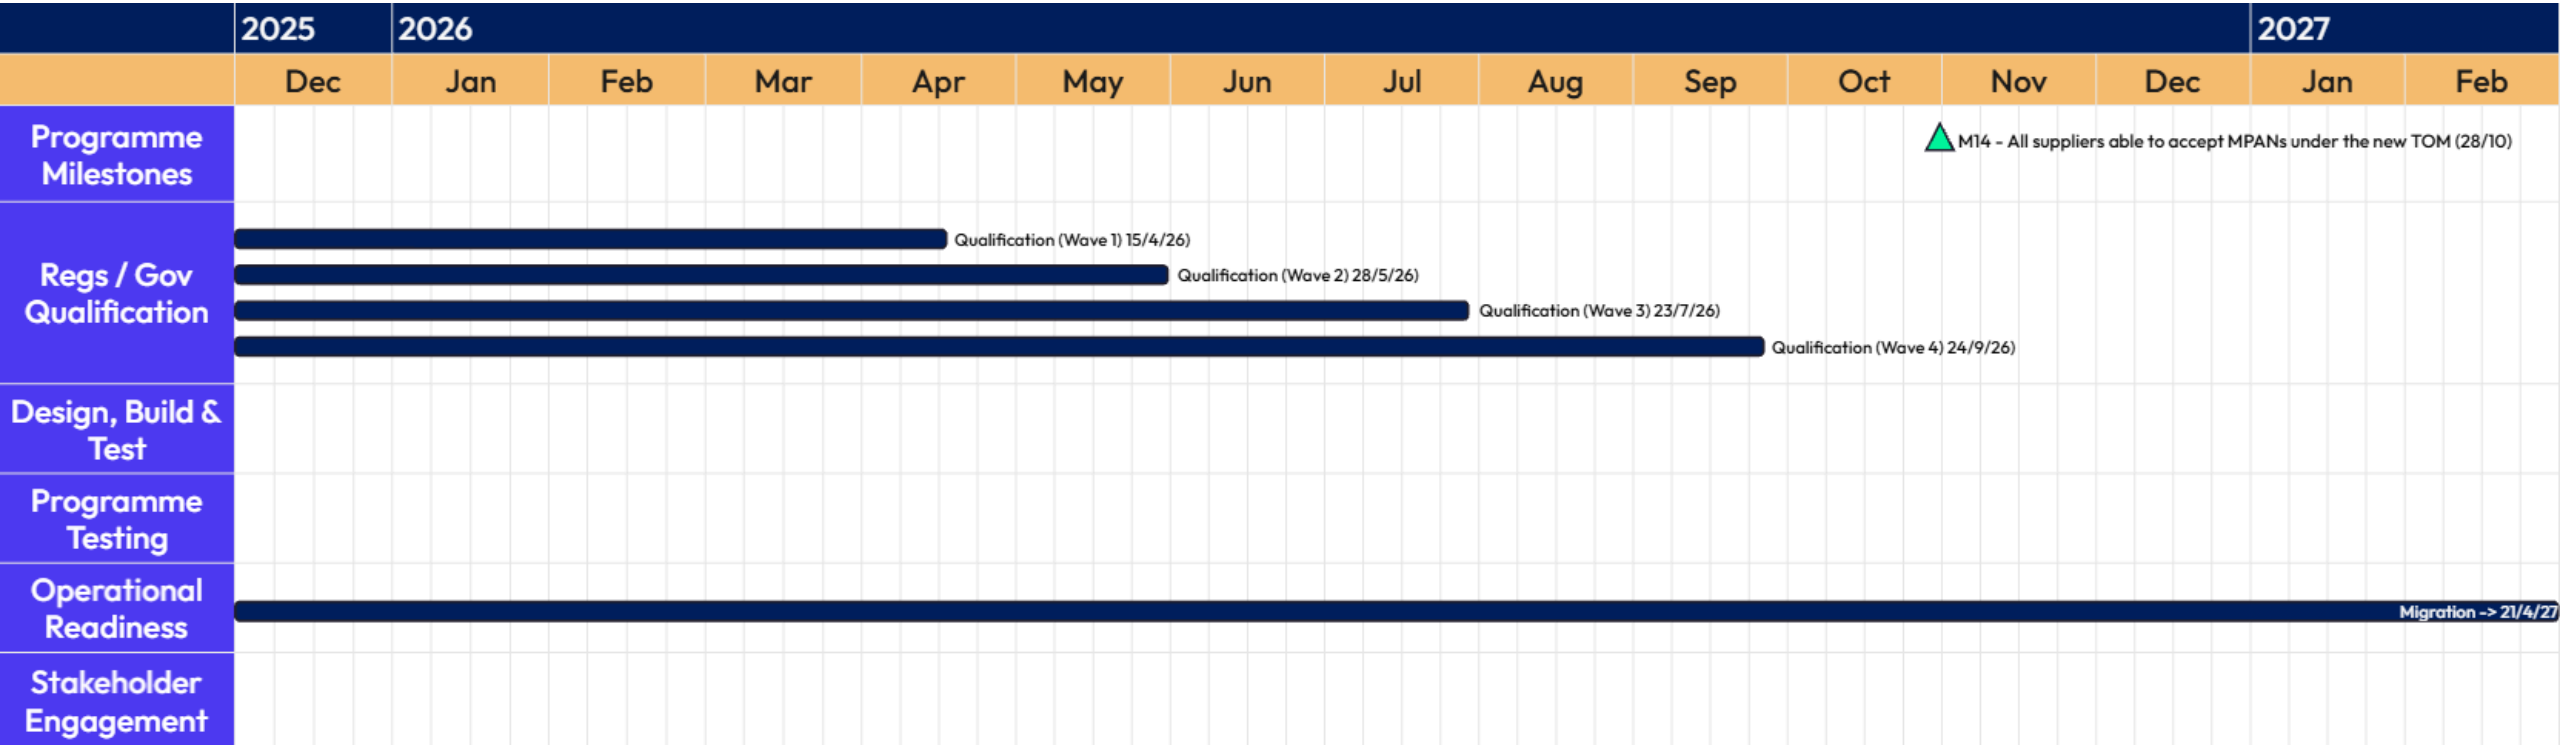 2025 2026 2027
Dec Jan Feb Mar Apr May Jun Jul Aug Sep Oct Nov Dec Jan Feb
Programme
Milestones
M14 - All suppliers able to accept MPANs under the new TOM (28/10)
Regs / Gov
Qualification
Qualification (Wave 1) 15/4/26)
Qualification (Wave 2) 28/5/26)
Qualification (Wave 3) 23/7/26)
Qualification (Wave 4) 24/9/26)
Design, Build &
Test
Programme
Testing
Operational
Readiness
Migration -> 21/4/27
Stakeholder
Engagement